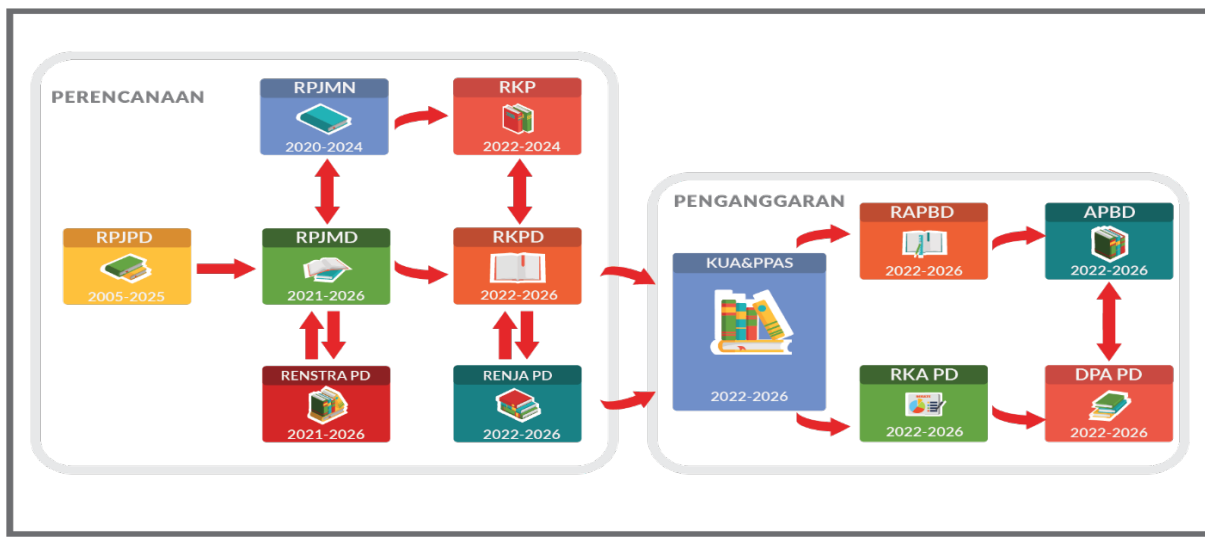 PERENCANAAN
RPJMN
2020-2024
RKP
2022-2024
RPJPD
2005-2025
RPJMD
2021-2026
RKPD
2022-2026
RENSTRA PD
2021-2026
RENJA PD
2022-2026
PENGANGGARAN
KUA&PPAS
2022-2026
RAPBD
2022-2026
APBD
2022-2026
RKA PD
2022-2026
DPA PD
2022-2026